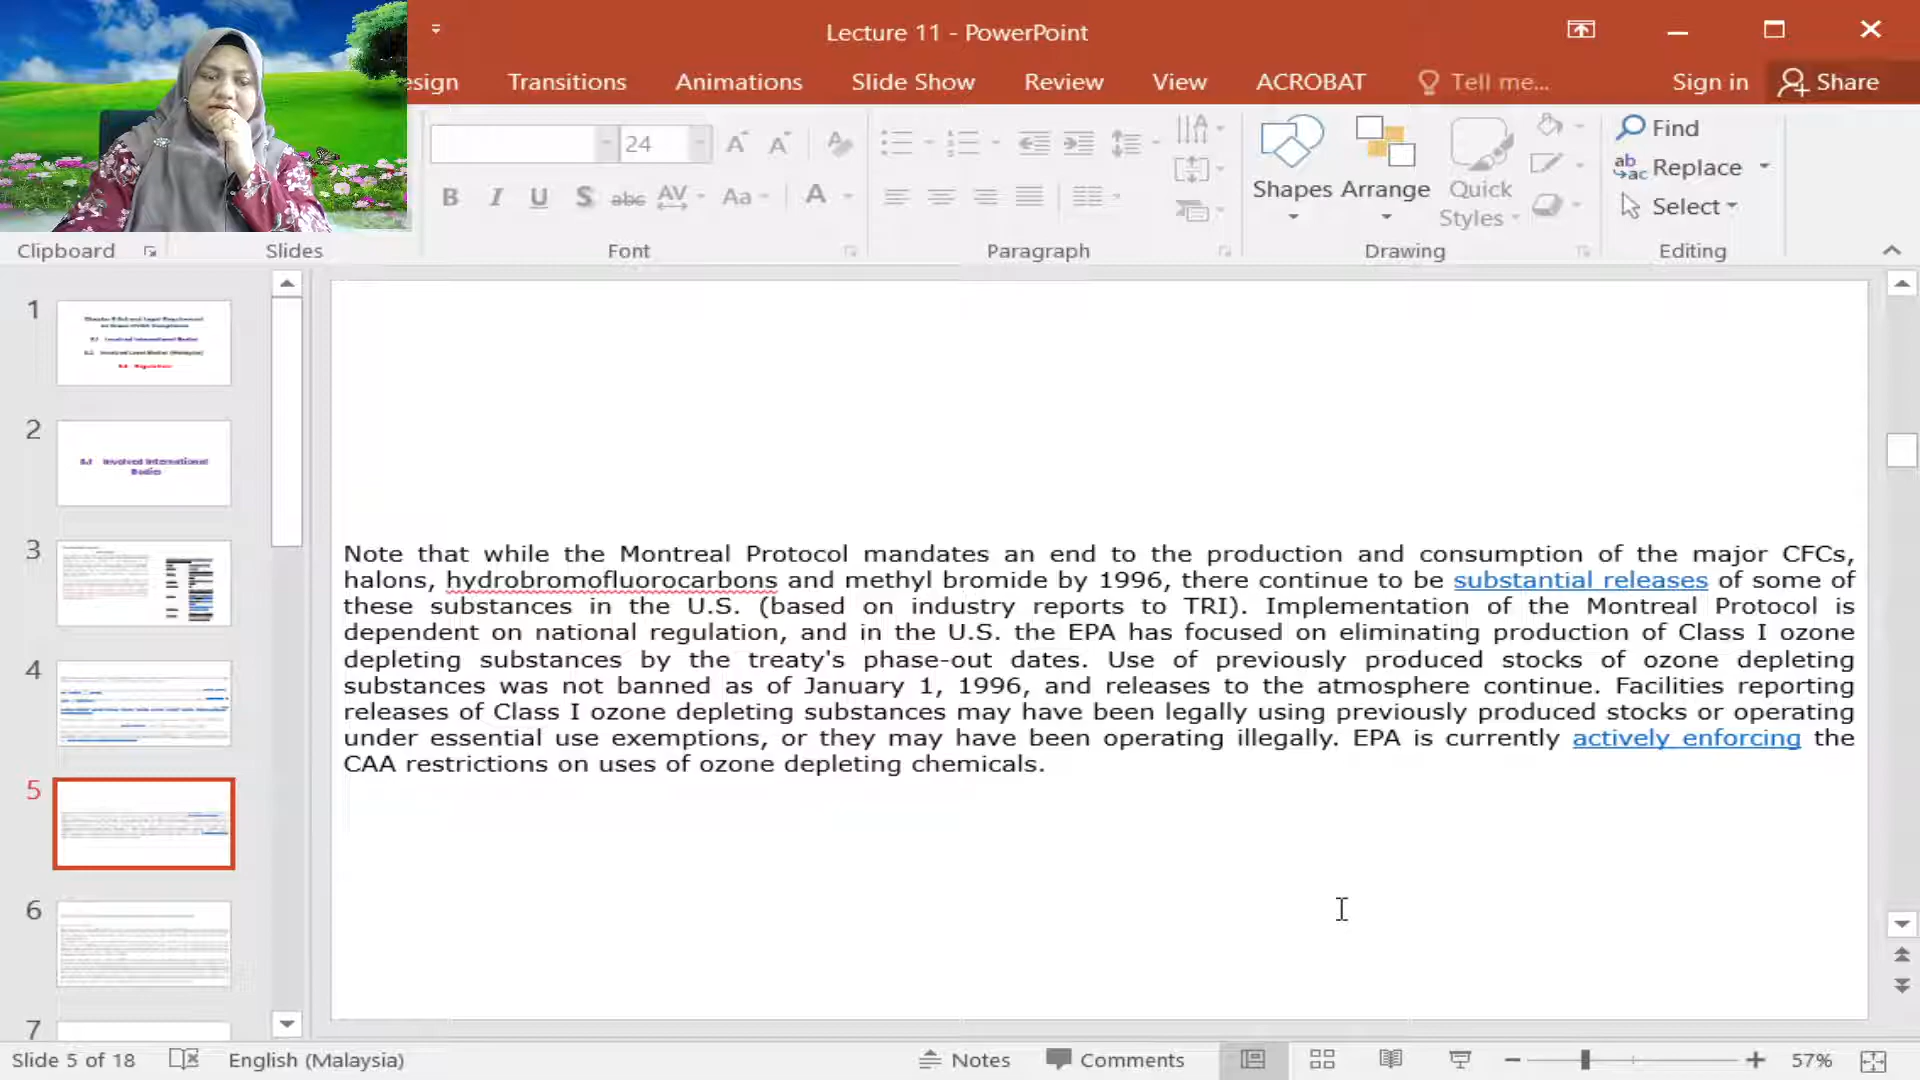 Lecture 11 - PowerPoint
esign Transitions Animations Slide Show Review View ACROBAT Tell me... Sign in Share
24
Find
Replace
Select
B I U S abc AV Aa A
Shapes Arrange Quick Styles
Clipboard Slides Font Paragraph Drawing Editing
1
2
8.1 Involved International
Bodies
3
4
5
6
7
Note that while the Montreal Protocol mandates an end to the production and consumption of the major CFCs,
halons, hydrobromofluorocarbons and methyl bromide by 1996, there continue to be substantial releases of some of
these substances in the U.S. (based on industry reports to TRI). Implementation of the Montreal Protocol is
dependent on national regulation, and in the U.S. the EPA has focused on eliminating production of Class I ozone
depleting substances by the treaty's phase-out dates. Use of previously produced stocks of ozone depleting
substances was not banned as of January 1, 1996, and releases to the atmosphere continue. Facilities reporting
releases of Class I ozone depleting substances may have been legally using previously produced stocks or operating
under essential use exemptions, or they may have been operating illegally. EPA is currently actively enforcing the
CAA restrictions on uses of ozone depleting chemicals.
Slide 5 of 18 English (Malaysia) Notes Comments 57%